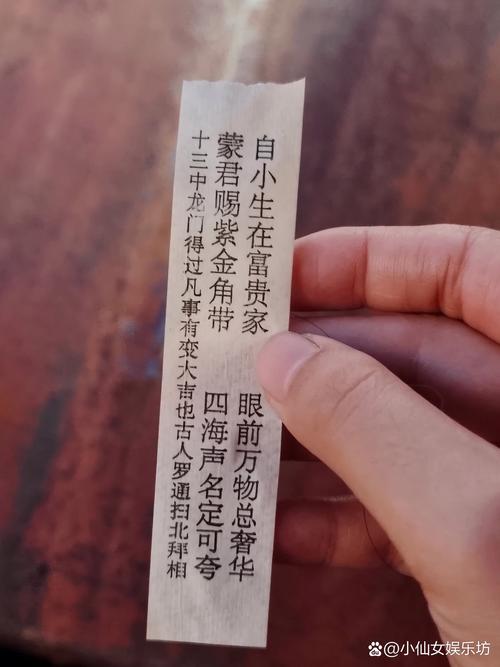 自小生在富贵家 眼前万物总奢华
蒙君赐紫金角带 四海声名定可夸
十三中龙门得过凡事有变大吉也古人罗通扫北拜相
@小仙女娱乐坊